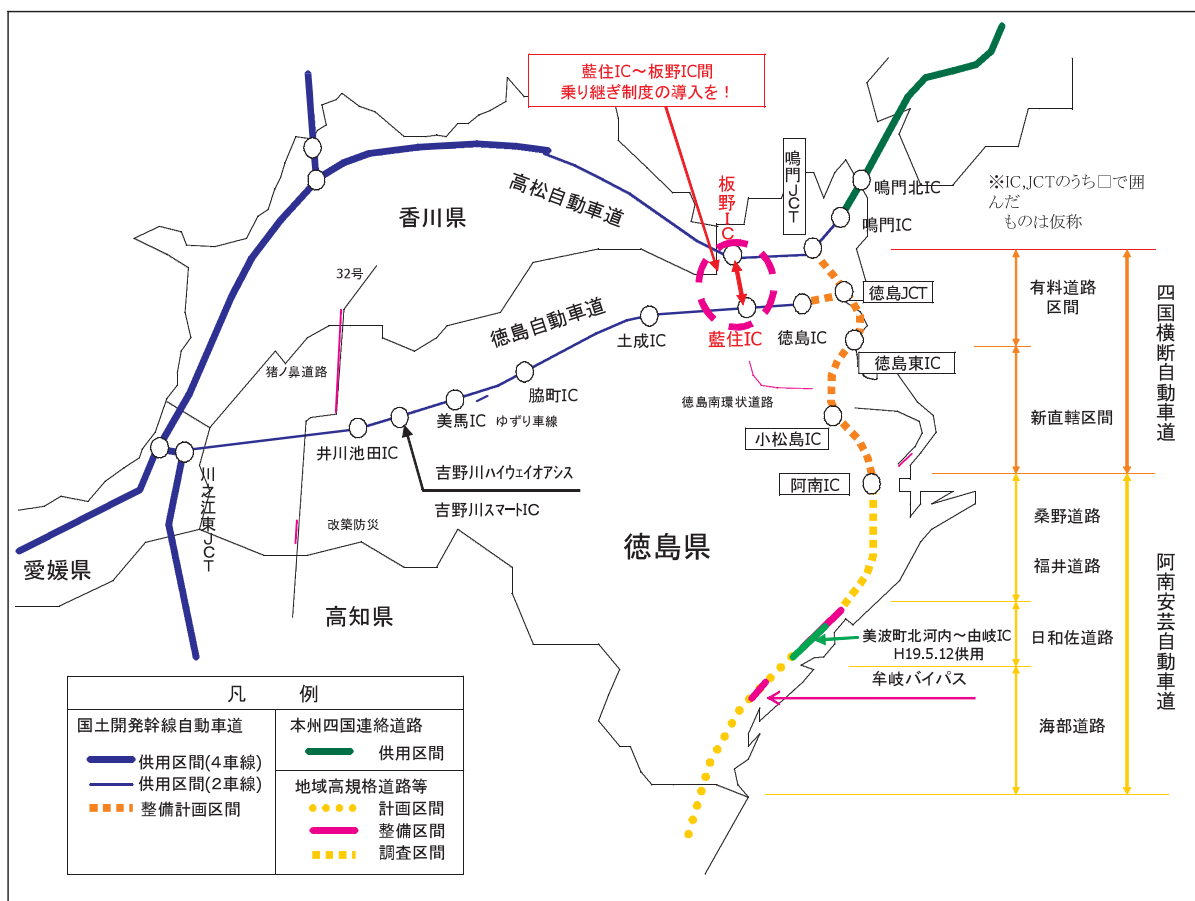 藍住IC～板野IC間
乗り継ぎ制度の導入を！
鳴門JCT
板野IC
鳴門北IC
鳴門IC
※IC,JCTのうち□で囲
んだ
ものは仮称
高松自動車道
香川県
32号
徳島自動車道
猪ノ鼻道路
土成IC
藍住IC
徳島IC
徳島JCT
徳島東IC
脇町IC
美馬IC
ゆずり車線
徳島南環状道路
小松島IC
井川池田IC
吉野川ハイウェイオアシス
吉野川スマートIC
阿南IC
川之江東JCT
改築防災
徳島県
愛媛県
高知県
有料道路
区間
新直轄区間
四国横断自動車道
桑野道路
福井道路
日和佐道路
海部道路
阿南安芸自動車道
美波町北河内～由岐IC
H19.5.12供用
牟岐バイパス
凡　例
国土開発幹線自動車道
供用区間(４車線)
供用区間(２車線)
整備計画区間
本州四国連絡道路
供用区間
地域高規格道路等
計画区間
整備区間
調査区間